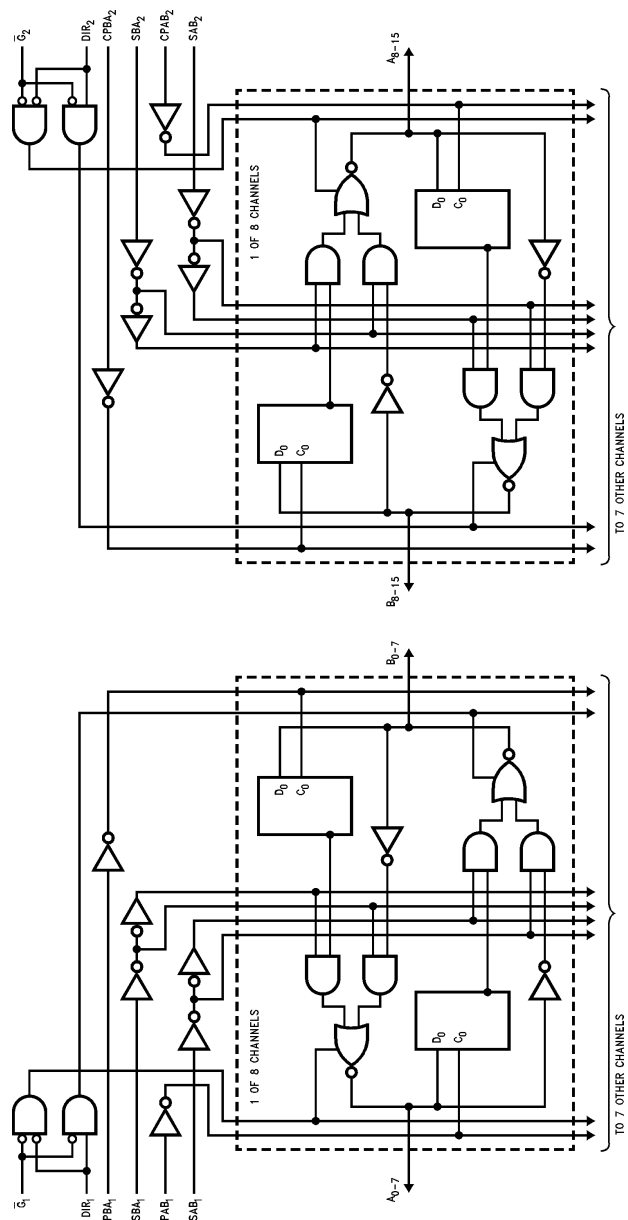 G̅₂
DIR₂
CPBA₂
SBA₂
CPAB₂
SAB₂
A₈₋₁₅
1 OF 8 CHANNELS
D₀
C₀
D₀
C₀
TO 7 OTHER CHANNELS
B₈₋₁₅
B₀₋₇
D₀
C₀
1 OF 8 CHANNELS
D₀
C₀
TO 7 OTHER CHANNELS
G̅₁
DIR₁
PBA₁
SBA₁
PAB₁
SAB₁
A₀₋₇